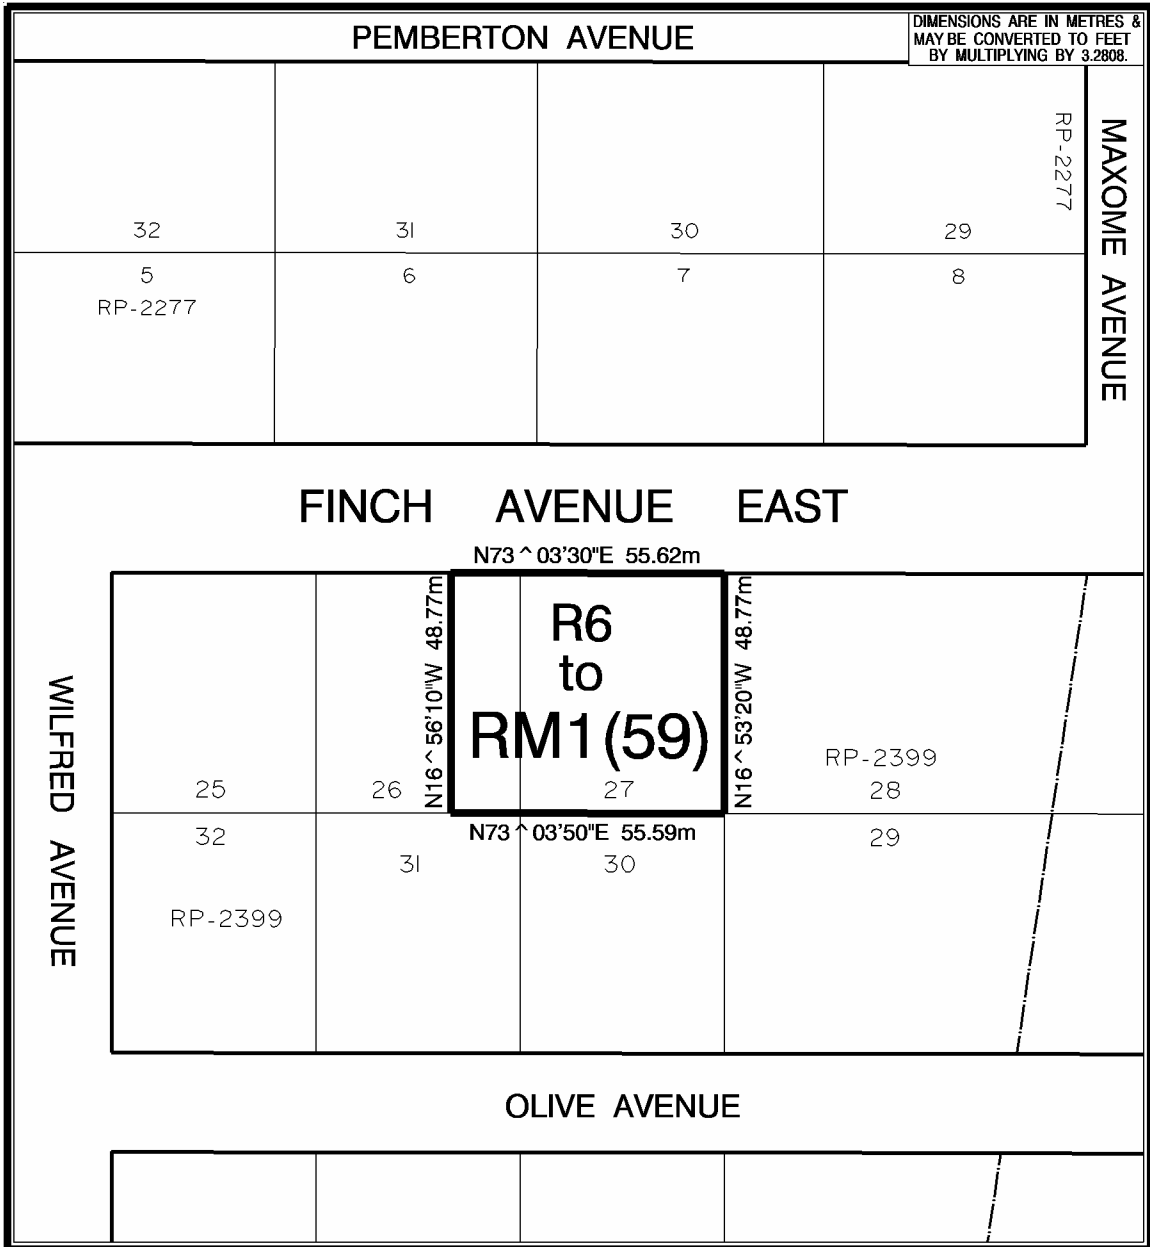 PEMBERTON AVENUE
DIMENSIONS ARE IN METRES &
MAY BE CONVERTED TO FEET
BY MULTIPLYING BY 3.2808.
RP-2277
MAXOME AVENUE
32
31
30
29
5
6
7
8
RP-2277
FINCH AVENUE EAST
N73^03'30"E 55.62m
N16^56'10"W 48.77m
R6
to
RM1(59)
N16^53'20"W 48.77m
WILFRED AVENUE
RP-2399
25
26
27
28
N73^03'50"E 55.59m
32
31
30
29
RP-2399
OLIVE AVENUE